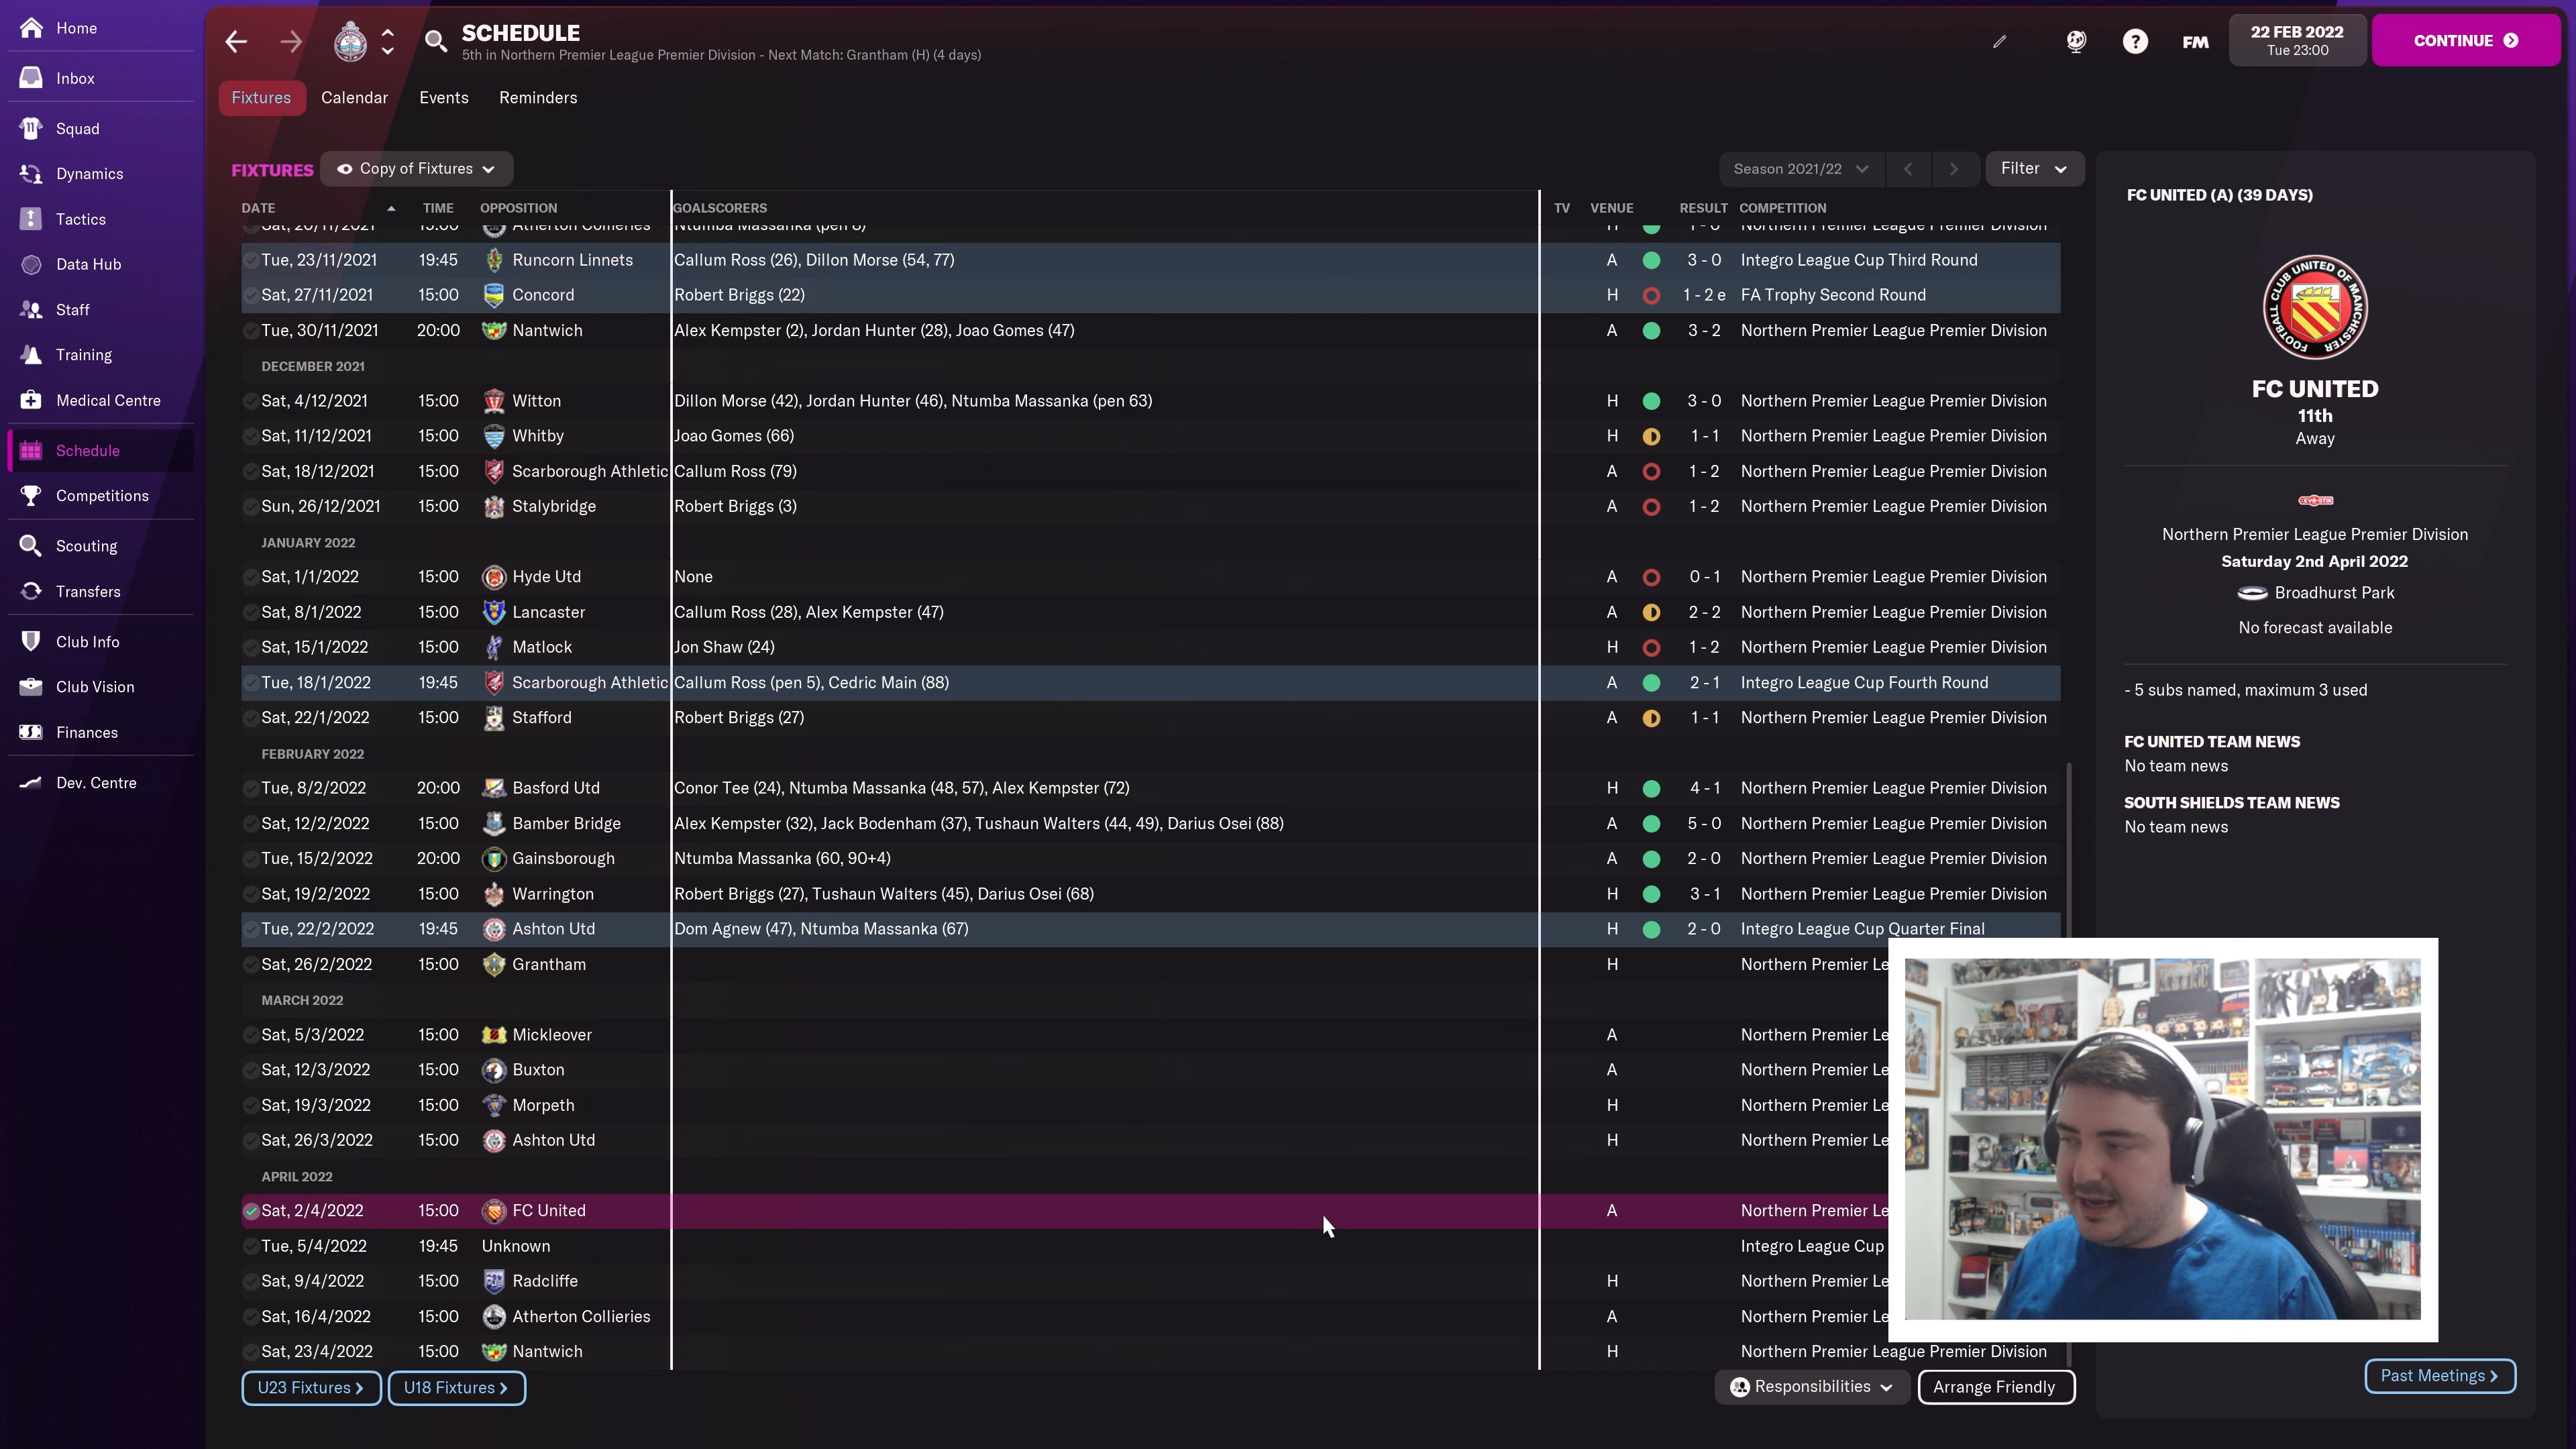 Home
Inbox
Squad
Dynamics
Tactics
Data Hub
Staff
Training
Medical Centre
Schedule
Competitions
Scouting
Transfers
Club Info
Club Vision
Finances
Dev. Centre
SCHEDULE
5th in Northern Premier League Premier Division - Next Match: Grantham (H) (4 days)
FM
22 FEB 2022
Tue 23:00
CONTINUE
Fixtures Calendar Events Reminders
FIXTURES Copy of Fixtures Season 2021/22 Filter
DATE TIME OPPOSITION GOALSCORERS TV VENUE RESULT COMPETITION
Sat, 20/11/2021 15:00 Atherton Collieries Ntumba Massanka (pen 8) H 1 - 0 Northern Premier League Premier Division
Tue, 23/11/2021 19:45 Runcorn Linnets Callum Ross (26), Dillon Morse (54, 77) A 3 - 0 Integro League Cup Third Round
Sat, 27/11/2021 15:00 Concord Robert Briggs (22) H 1 - 2 e FA Trophy Second Round
Tue, 30/11/2021 20:00 Nantwich Alex Kempster (2), Jordan Hunter (28), Joao Gomes (47) A 3 - 2 Northern Premier League Premier Division
DECEMBER 2021
Sat, 4/12/2021 15:00 Witton Dillon Morse (42), Jordan Hunter (46), Ntumba Massanka (pen 63) H 3 - 0 Northern Premier League Premier Division
Sat, 11/12/2021 15:00 Whitby Joao Gomes (66) H 1 - 1 Northern Premier League Premier Division
Sat, 18/12/2021 15:00 Scarborough Athletic Callum Ross (79) A 1 - 2 Northern Premier League Premier Division
Sun, 26/12/2021 15:00 Stalybridge Robert Briggs (3) A 1 - 2 Northern Premier League Premier Division
JANUARY 2022
Sat, 1/1/2022 15:00 Hyde Utd None A 0 - 1 Northern Premier League Premier Division
Sat, 8/1/2022 15:00 Lancaster Callum Ross (28), Alex Kempster (47) A 2 - 2 Northern Premier League Premier Division
Sat, 15/1/2022 15:00 Matlock Jon Shaw (24) H 1 - 2 Northern Premier League Premier Division
Tue, 18/1/2022 19:45 Scarborough Athletic Callum Ross (pen 5), Cedric Main (88) A 2 - 1 Integro League Cup Fourth Round
Sat, 22/1/2022 15:00 Stafford Robert Briggs (27) A 1 - 1 Northern Premier League Premier Division
FEBRUARY 2022
Tue, 8/2/2022 20:00 Basford Utd Conor Tee (24), Ntumba Massanka (48, 57), Alex Kempster (72) H 4 - 1 Northern Premier League Premier Division
Sat, 12/2/2022 15:00 Bamber Bridge Alex Kempster (32), Jack Bodenham (37), Tushaun Walters (44, 49), Darius Osei (88) A 5 - 0 Northern Premier League Premier Division
Tue, 15/2/2022 20:00 Gainsborough Ntumba Massanka (60, 90+4) A 2 - 0 Northern Premier League Premier Division
Sat, 19/2/2022 15:00 Warrington Robert Briggs (27), Tushaun Walters (45), Darius Osei (68) H 3 - 1 Northern Premier League Premier Division
Tue, 22/2/2022 19:45 Ashton Utd Dom Agnew (47), Ntumba Massanka (67) H 2 - 0 Integro League Cup Quarter Final
Sat, 26/2/2022 15:00 Grantham H Northern Premier Le
MARCH 2022
Sat, 5/3/2022 15:00 Mickleover A Northern Premier Le
Sat, 12/3/2022 15:00 Buxton A Northern Premier Le
Sat, 19/3/2022 15:00 Morpeth H Northern Premier Le
Sat, 26/3/2022 15:00 Ashton Utd H Northern Premier Le
APRIL 2022
Sat, 2/4/2022 15:00 FC United A Northern Premier Le
Tue, 5/4/2022 19:45 Unknown Integro League Cup
Sat, 9/4/2022 15:00 Radcliffe H Northern Premier Le
Sat, 16/4/2022 15:00 Atherton Collieries A Northern Premier Le
Sat, 23/4/2022 15:00 Nantwich H Northern Premier League Premier Division
U23 Fixtures U18 Fixtures Responsibilities Arrange Friendly
FC UNITED (A) (39 DAYS)
FOOTBALL CLUB UNITED OF MANCHESTER
FC UNITED
11th
Away
EVO-STIK
Northern Premier League Premier Division
Saturday 2nd April 2022
Broadhurst Park
No forecast available
- 5 subs named, maximum 3 used
FC UNITED TEAM NEWS
No team news
SOUTH SHIELDS TEAM NEWS
No team news
Past Meetings